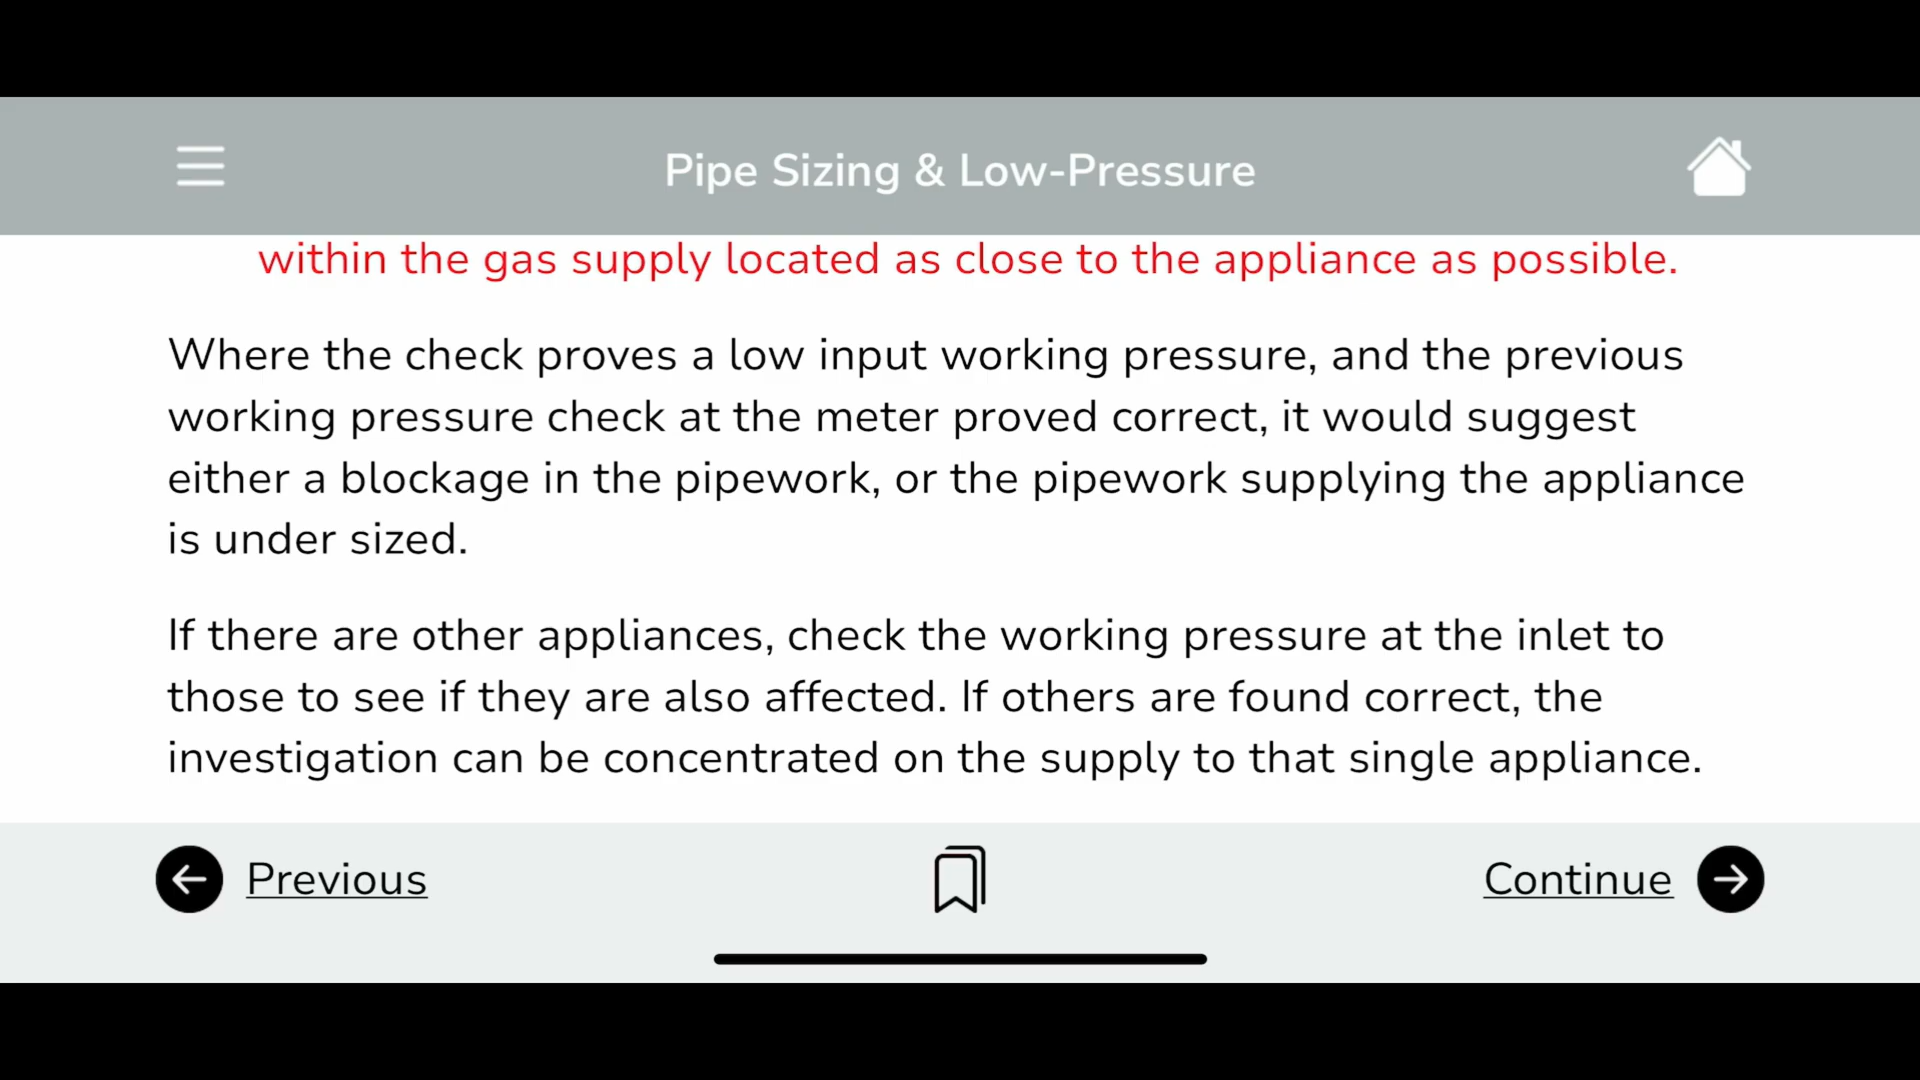 Pipe Sizing & Low-Pressure
within the gas supply located as close to the appliance as possible.
Where the check proves a low input working pressure, and the previous
working pressure check at the meter proved correct, it would suggest
either a blockage in the pipework, or the pipework supplying the appliance
is under sized.
If there are other appliances, check the working pressure at the inlet to
those to see if they are also affected. If others are found correct, the
investigation can be concentrated on the supply to that single appliance.
Previous
Continue